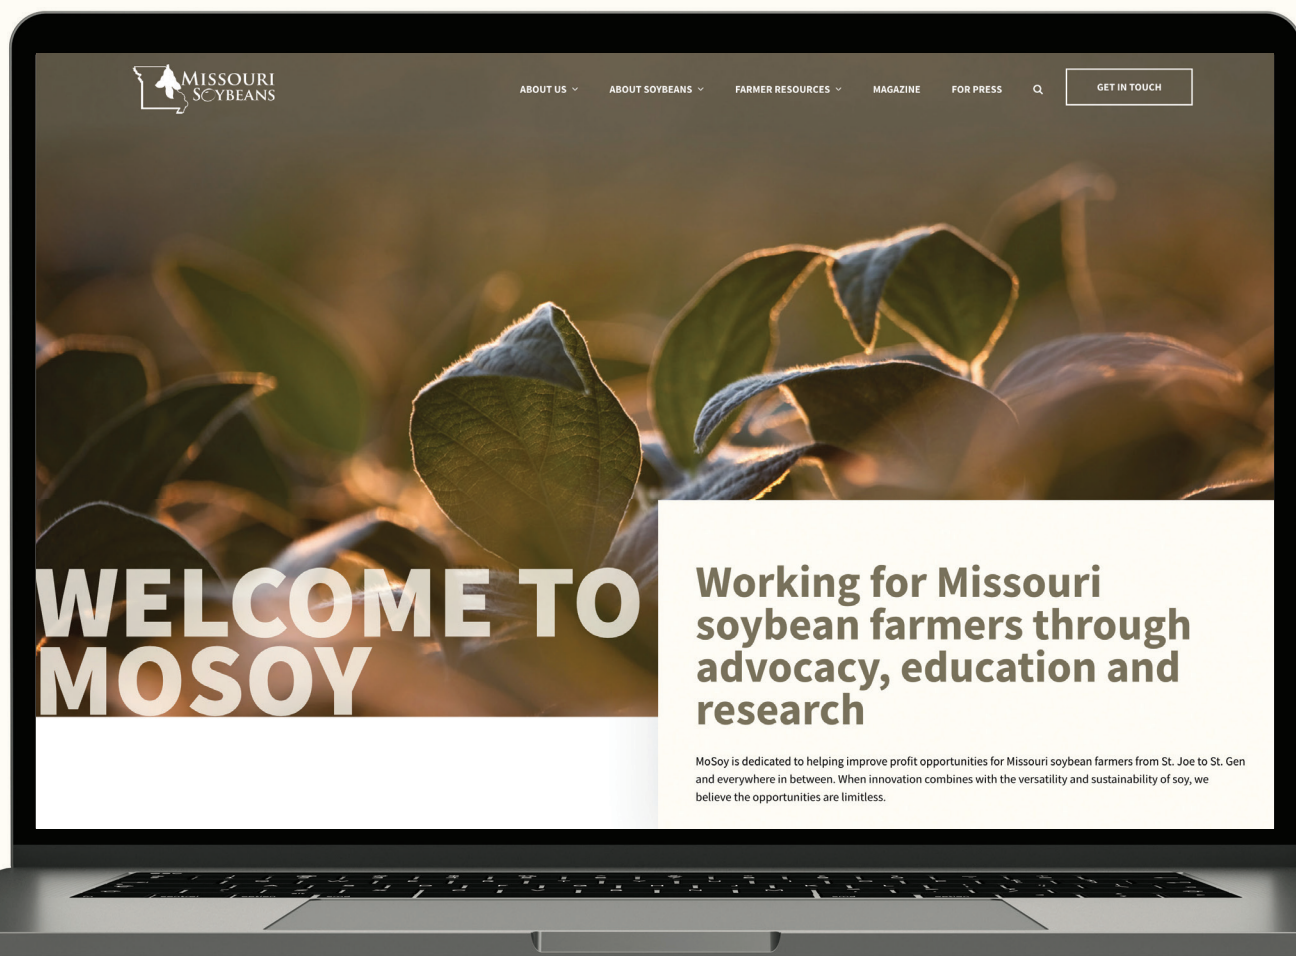 MISSOURI
SOYBEANS
ABOUT US
ABOUT SOYBEANS
FARMER RESOURCES
MAGAZINE
FOR PRESS
GET IN TOUCH
WELCOME TO
MOSOY
Working for Missouri
soybean farmers through
advocacy, education and
research
MoSoy is dedicated to helping improve profit opportunities for Missouri soybean farmers from St. Joe to St. Gen
and everywhere in between. When innovation combines with the versatility and sustainability of soy, we
believe the opportunities are limitless.